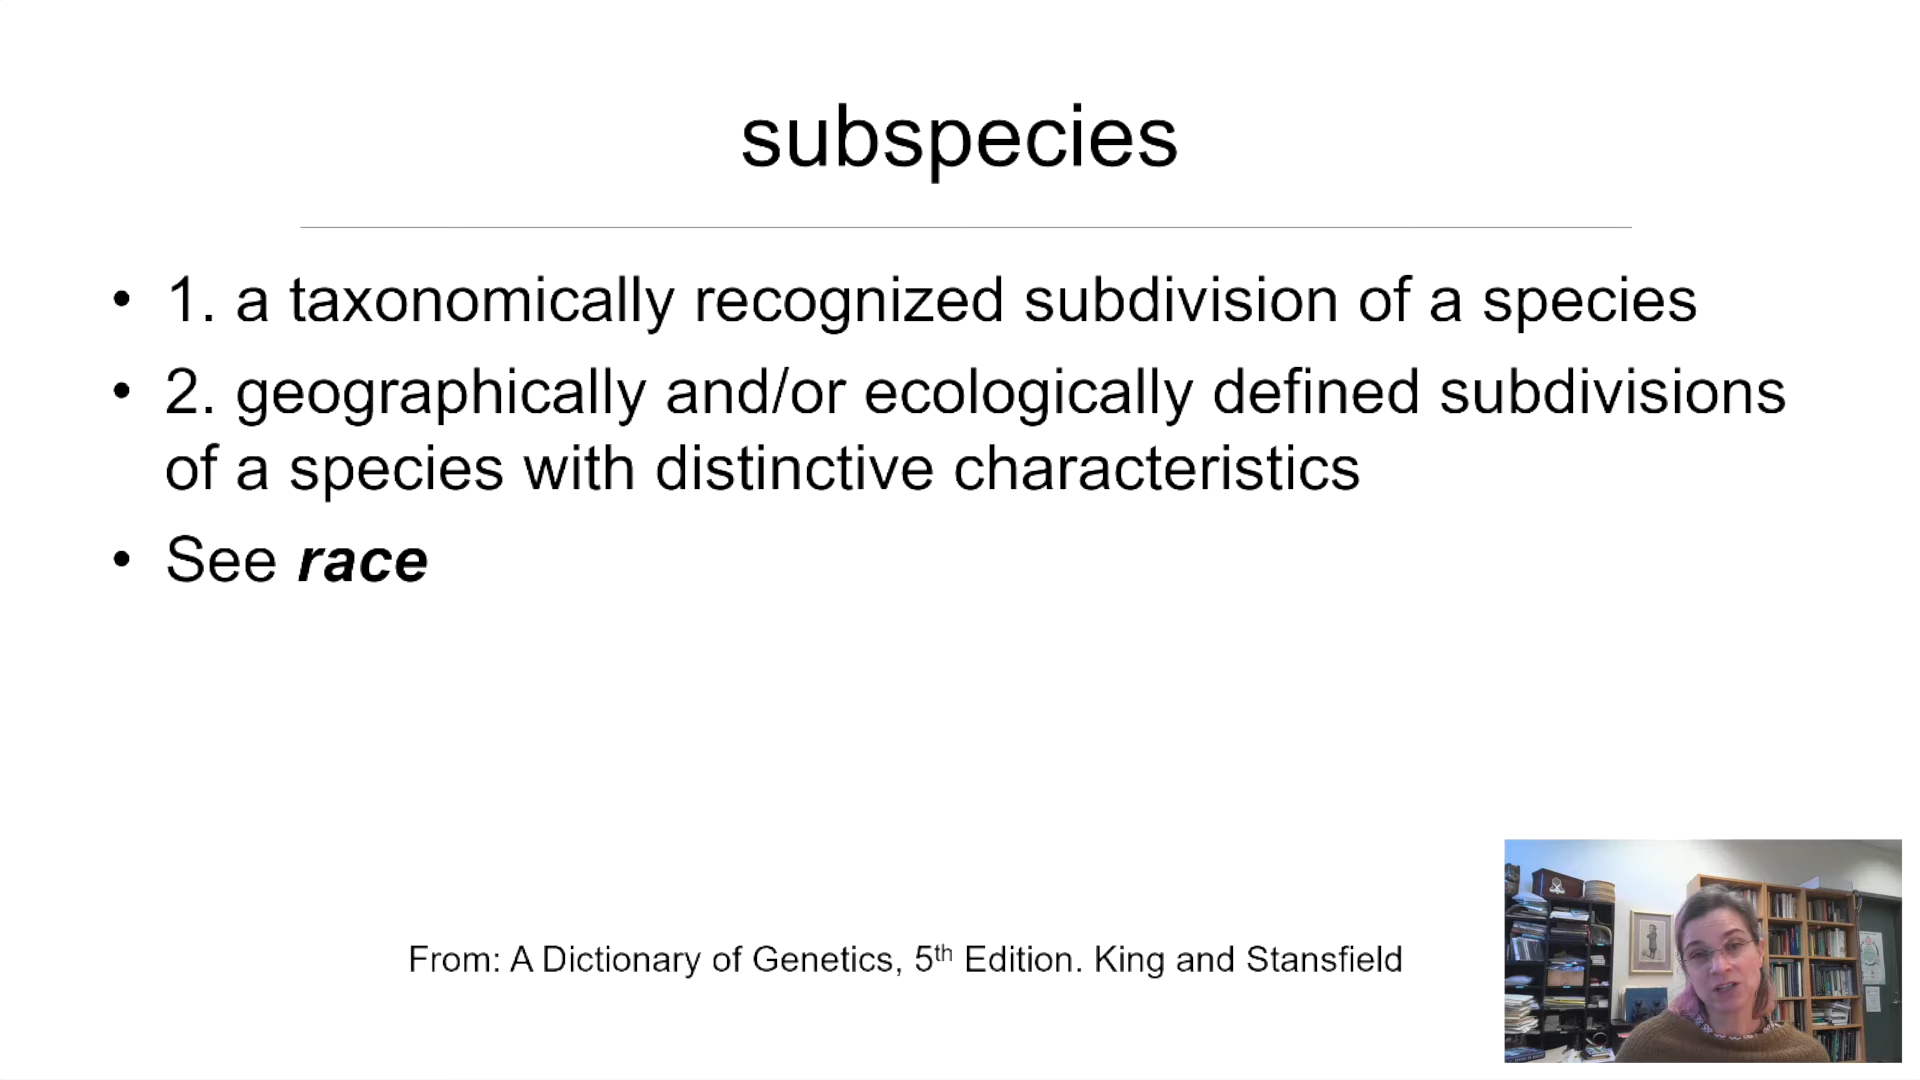 subspecies
• 1. a taxonomically recognized subdivision of a species
• 2. geographically and/or ecologically defined subdivisions
of a species with distinctive characteristics
• See race
From: A Dictionary of Genetics, 5th Edition. King and Stansfield